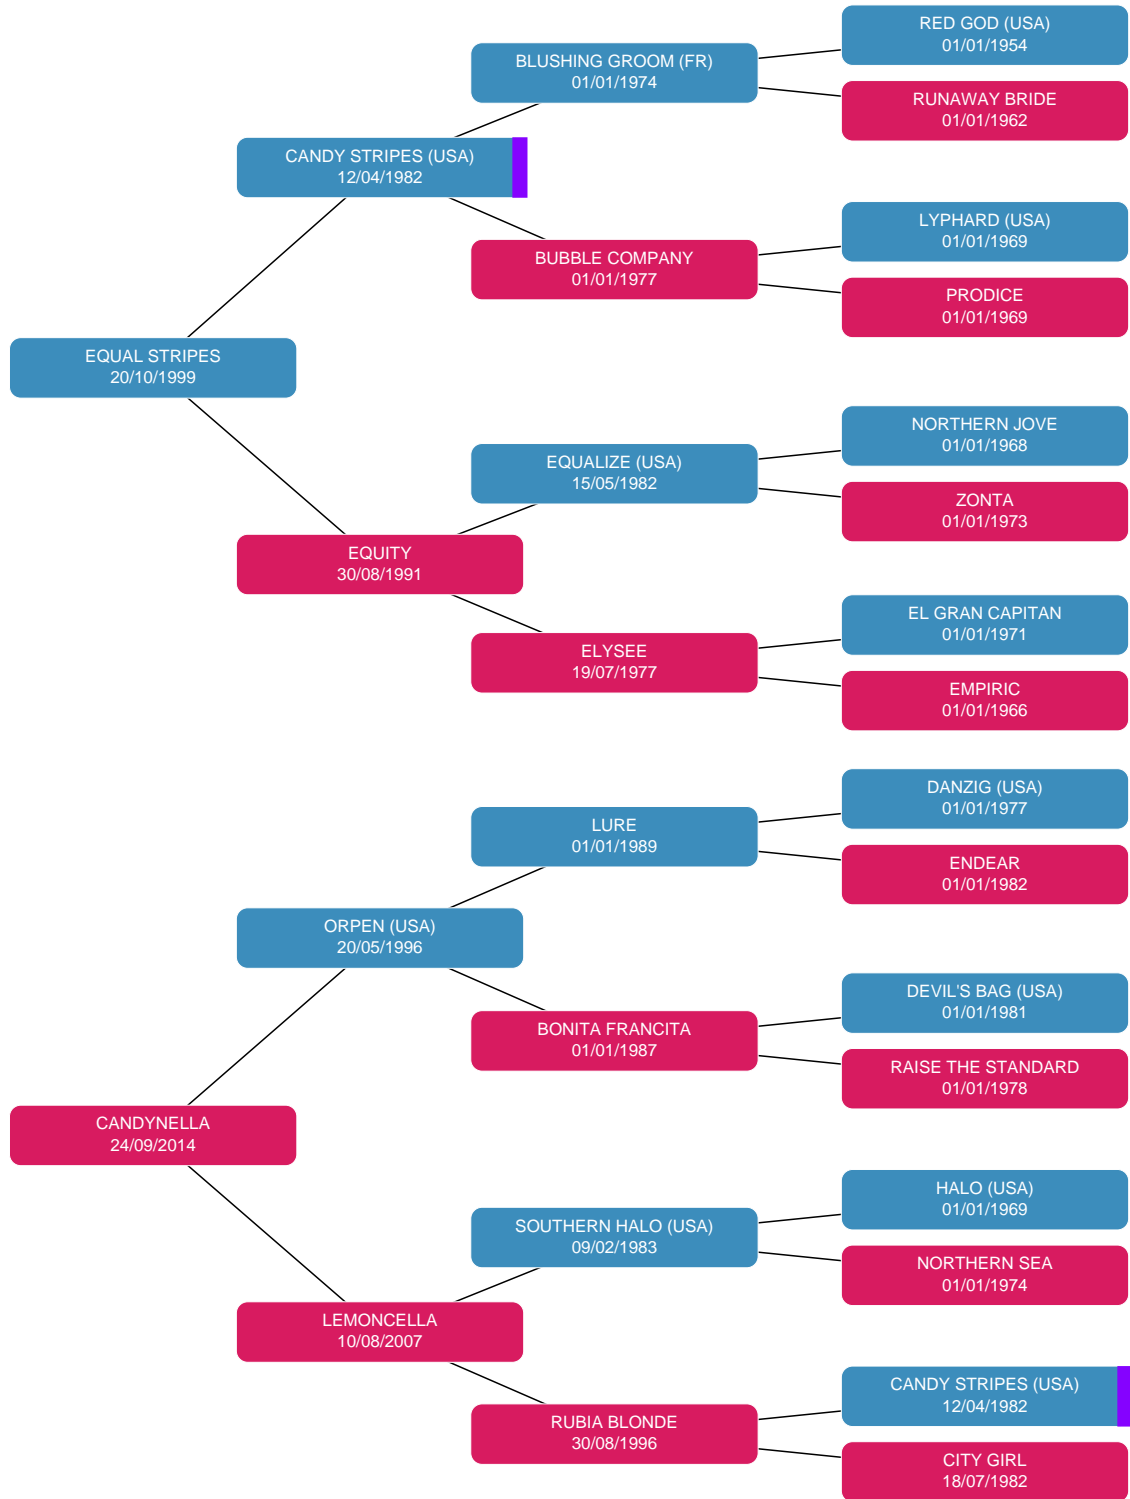 RED GOD (USA)
01/01/1954
BLUSHING GROOM (FR)
01/01/1974
RUNAWAY BRIDE
01/01/1962
CANDY STRIPES (USA)
12/04/1982
LYPHARD (USA)
01/01/1969
BUBBLE COMPANY
01/01/1977
PRODICE
01/01/1969
EQUAL STRIPES
20/10/1999
NORTHERN JOVE
01/01/1968
EQUALIZE (USA)
15/05/1982
ZONTA
01/01/1973
EQUITY
30/08/1991
EL GRAN CAPITAN
01/01/1971
ELYSEE
19/07/1977
EMPIRIC
01/01/1966
DANZIG (USA)
01/01/1977
LURE
01/01/1989
ENDEAR
01/01/1982
ORPEN (USA)
20/05/1996
DEVIL'S BAG (USA)
01/01/1981
BONITA FRANCITA
01/01/1987
RAISE THE STANDARD
01/01/1978
CANDYNELLA
24/09/2014
HALO (USA)
01/01/1969
SOUTHERN HALO (USA)
09/02/1983
NORTHERN SEA
01/01/1974
LEMONCELLA
10/08/2007
CANDY STRIPES (USA)
12/04/1982
RUBIA BLONDE
30/08/1996
CITY GIRL
18/07/1982